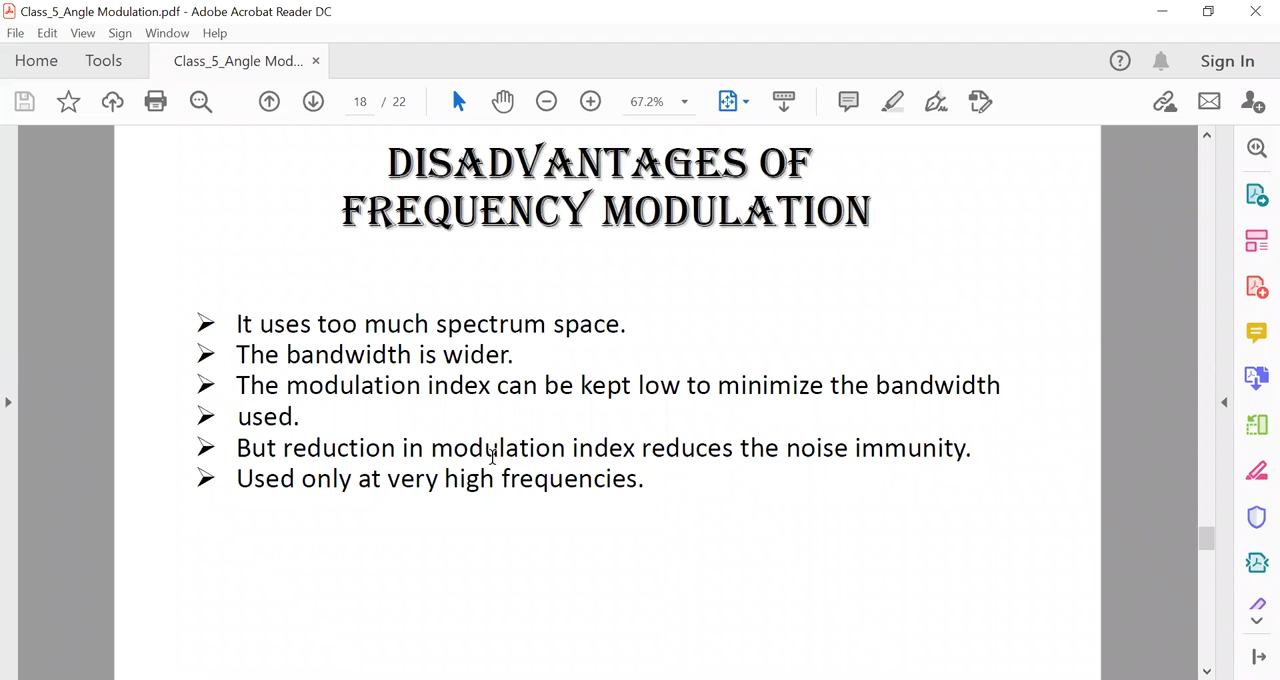 Class_5_Angle Modulation.pdf - Adobe Acrobat Reader DC
File Edit View Sign Window Help
Home Tools Class_5_Angle Mod... × Sign In
18 / 22 67.2%
DISADVANTAGES OF
FREQUENCY MODULATION
➢ It uses too much spectrum space.
➢ The bandwidth is wider.
➢ The modulation index can be kept low to minimize the bandwidth
➢ used.
➢ But reduction in modulation index reduces the noise immunity.
➢ Used only at very high frequencies.